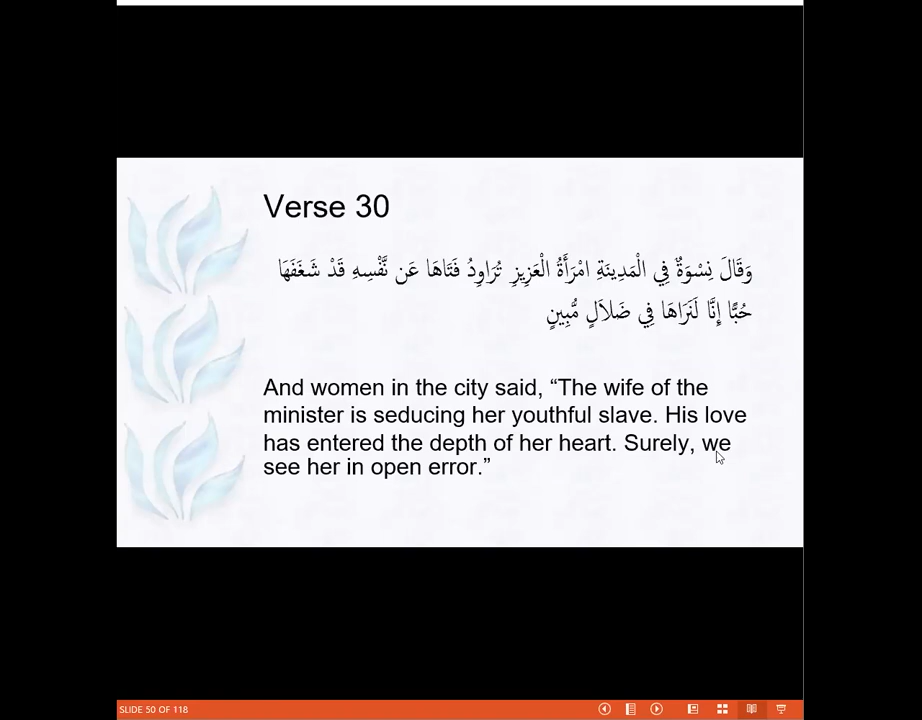 Verse 30
وَقَالَ نِسْوَةٌ فِي الْمَدِينَةِ امْرَأَةُ الْعَزِيزِ تُرَاوِدُ فَتَاهَا عَن نَّفْسِهِ قَدْ شَغَفَهَا
حُبًّا إِنَّا لَنَرَاهَا فِي ضَلاَلٍ مُّبِينٍ
And women in the city said, “The wife of the
minister is seducing her youthful slave. His love
has entered the depth of her heart. Surely, we
see her in open error.”
SLIDE 50 OF 118